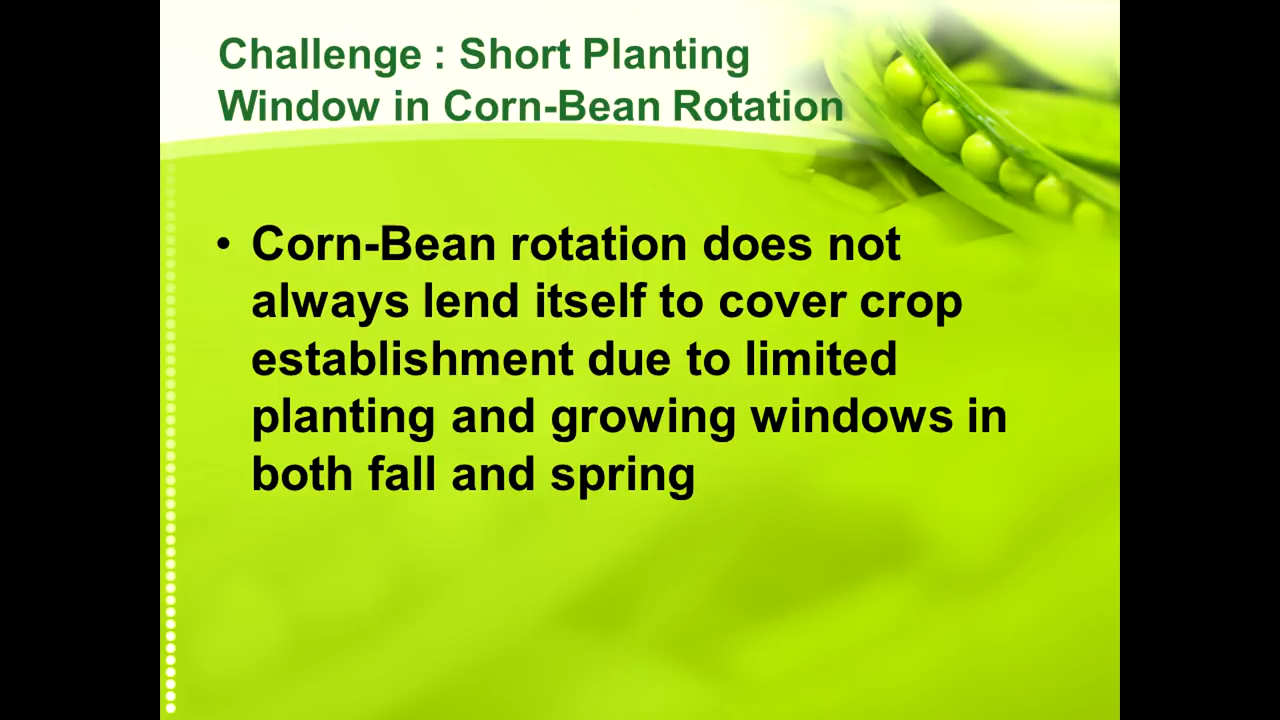 Challenge : Short Planting
Window in Corn-Bean Rotation
• Corn-Bean rotation does not
always lend itself to cover crop
establishment due to limited
planting and growing windows in
both fall and spring